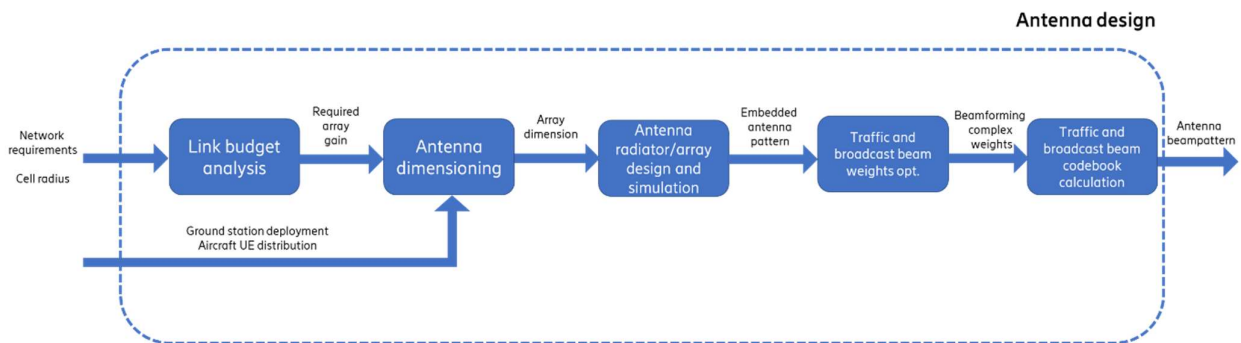 Antenna design
Network
requirements
Cell radius
Link budget
analysis
Required
array
gain
Antenna
dimensioning
Array
dimension
Antenna
radiator/array
design and
simulation
Embedded
antenna
pattern
Traffic and
broadcast beam
weights opt.
Beamforming
complex
weights
Traffic and
broadcast beam
codebook
calculation
Antenna
beampattern
Ground station deployment
Aircraft UE distribution